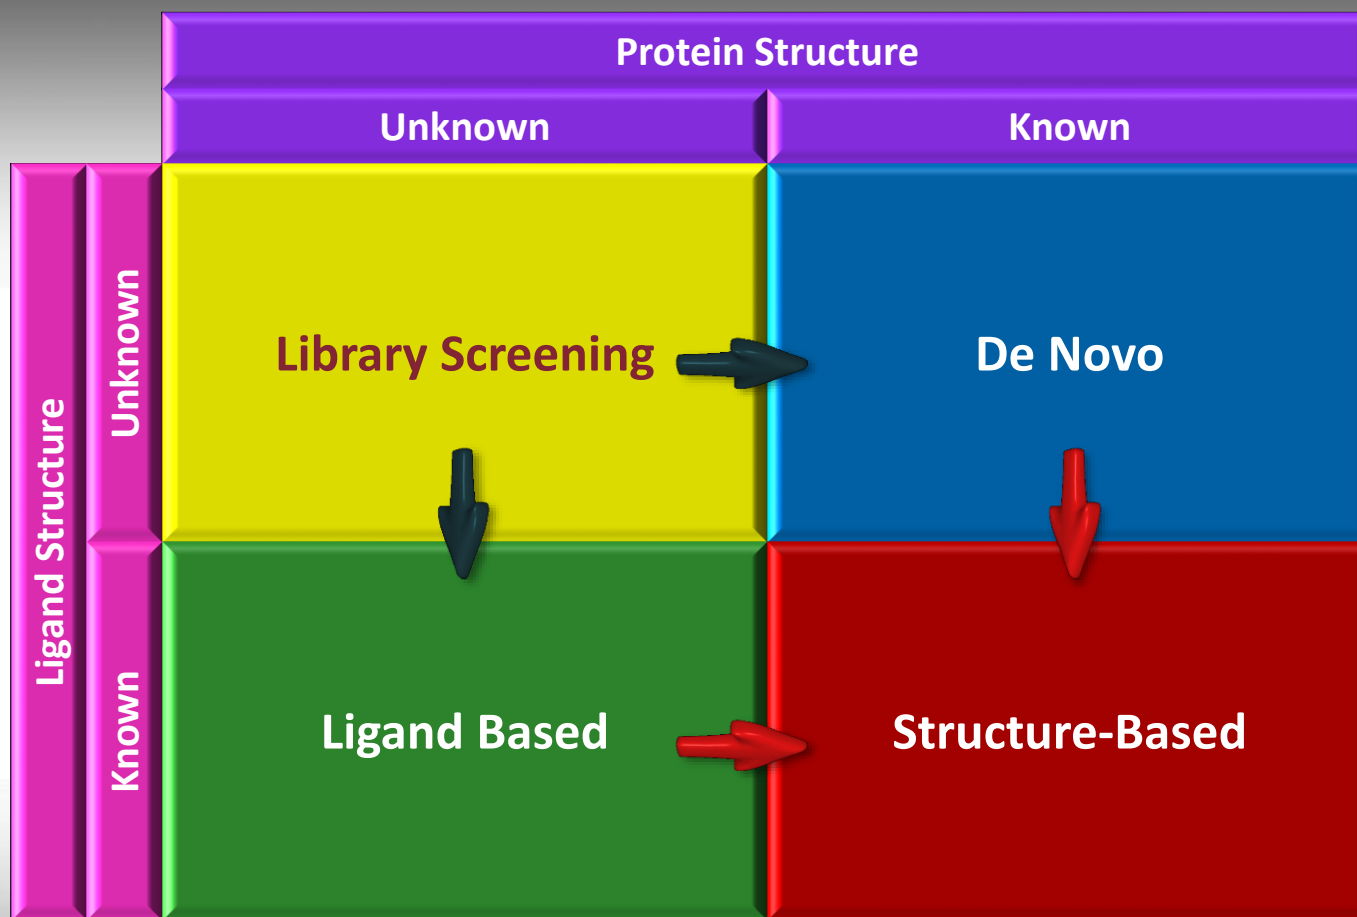 Protein Structure
Unknown
Known
Ligand Structure
Unknown
Library Screening
De Novo
Known
Ligand Based
Structure-Based